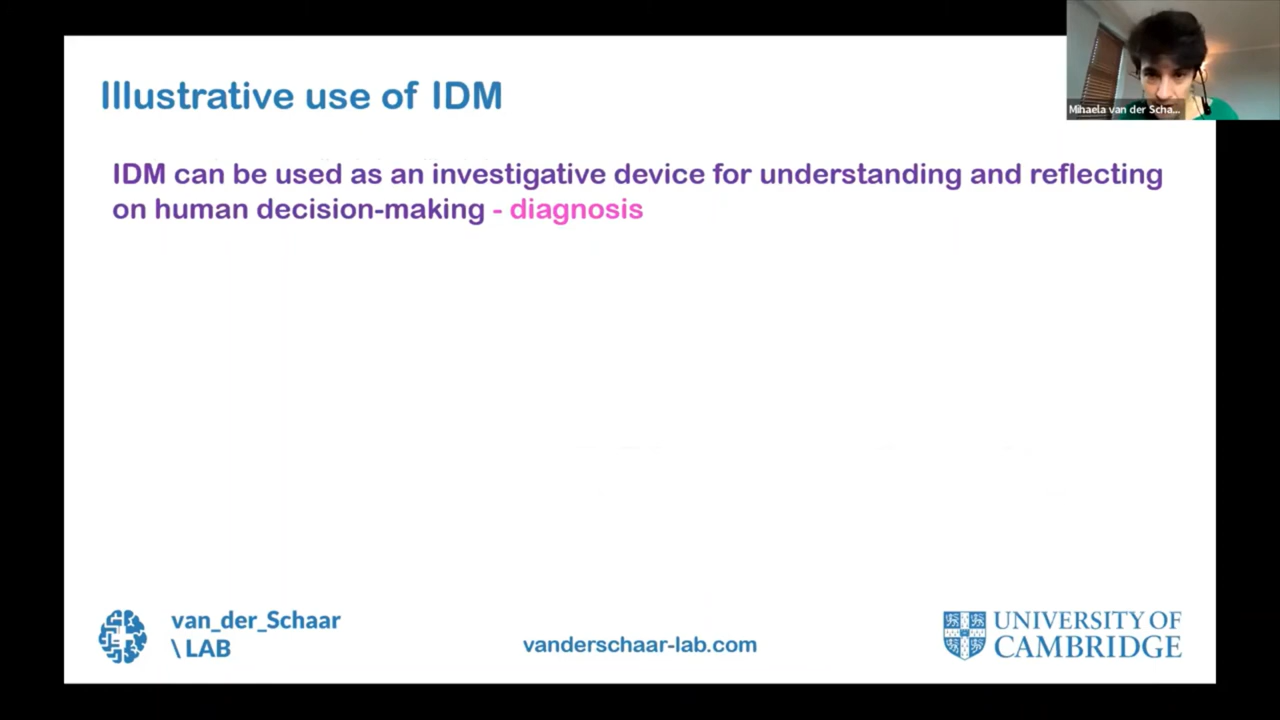 Illustrative use of IDM
Mihaela van der Scha...
IDM can be used as an investigative device for understanding and reflecting
on human decision-making - diagnosis
van_der_Schaar
\ LAB
vanderschaar-lab.com
UNIVERSITY OF
CAMBRIDGE